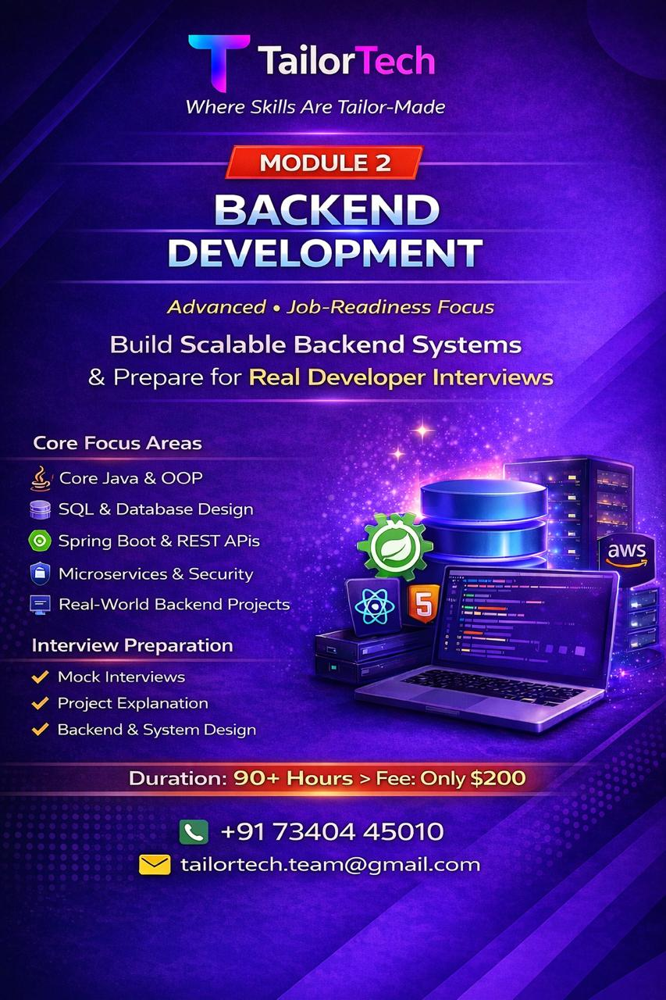 TailorTech
Where Skills Are Tailor-Made
MODULE 2
BACKEND
DEVELOPMENT
Advanced • Job-Readiness Focus
Build Scalable Backend Systems
& Prepare for Real Developer Interviews
Core Focus Areas
Core Java & OOP
SQL & Database Design
Spring Boot & REST APIs
Microservices & Security
Real-World Backend Projects
aws
5
Interview Preparation
Mock Interviews
Project Explanation
Backend & System Design
Duration: 90+ Hours > Fee: Only $200
+91 73404 45010
tailortech.team@gmail.com